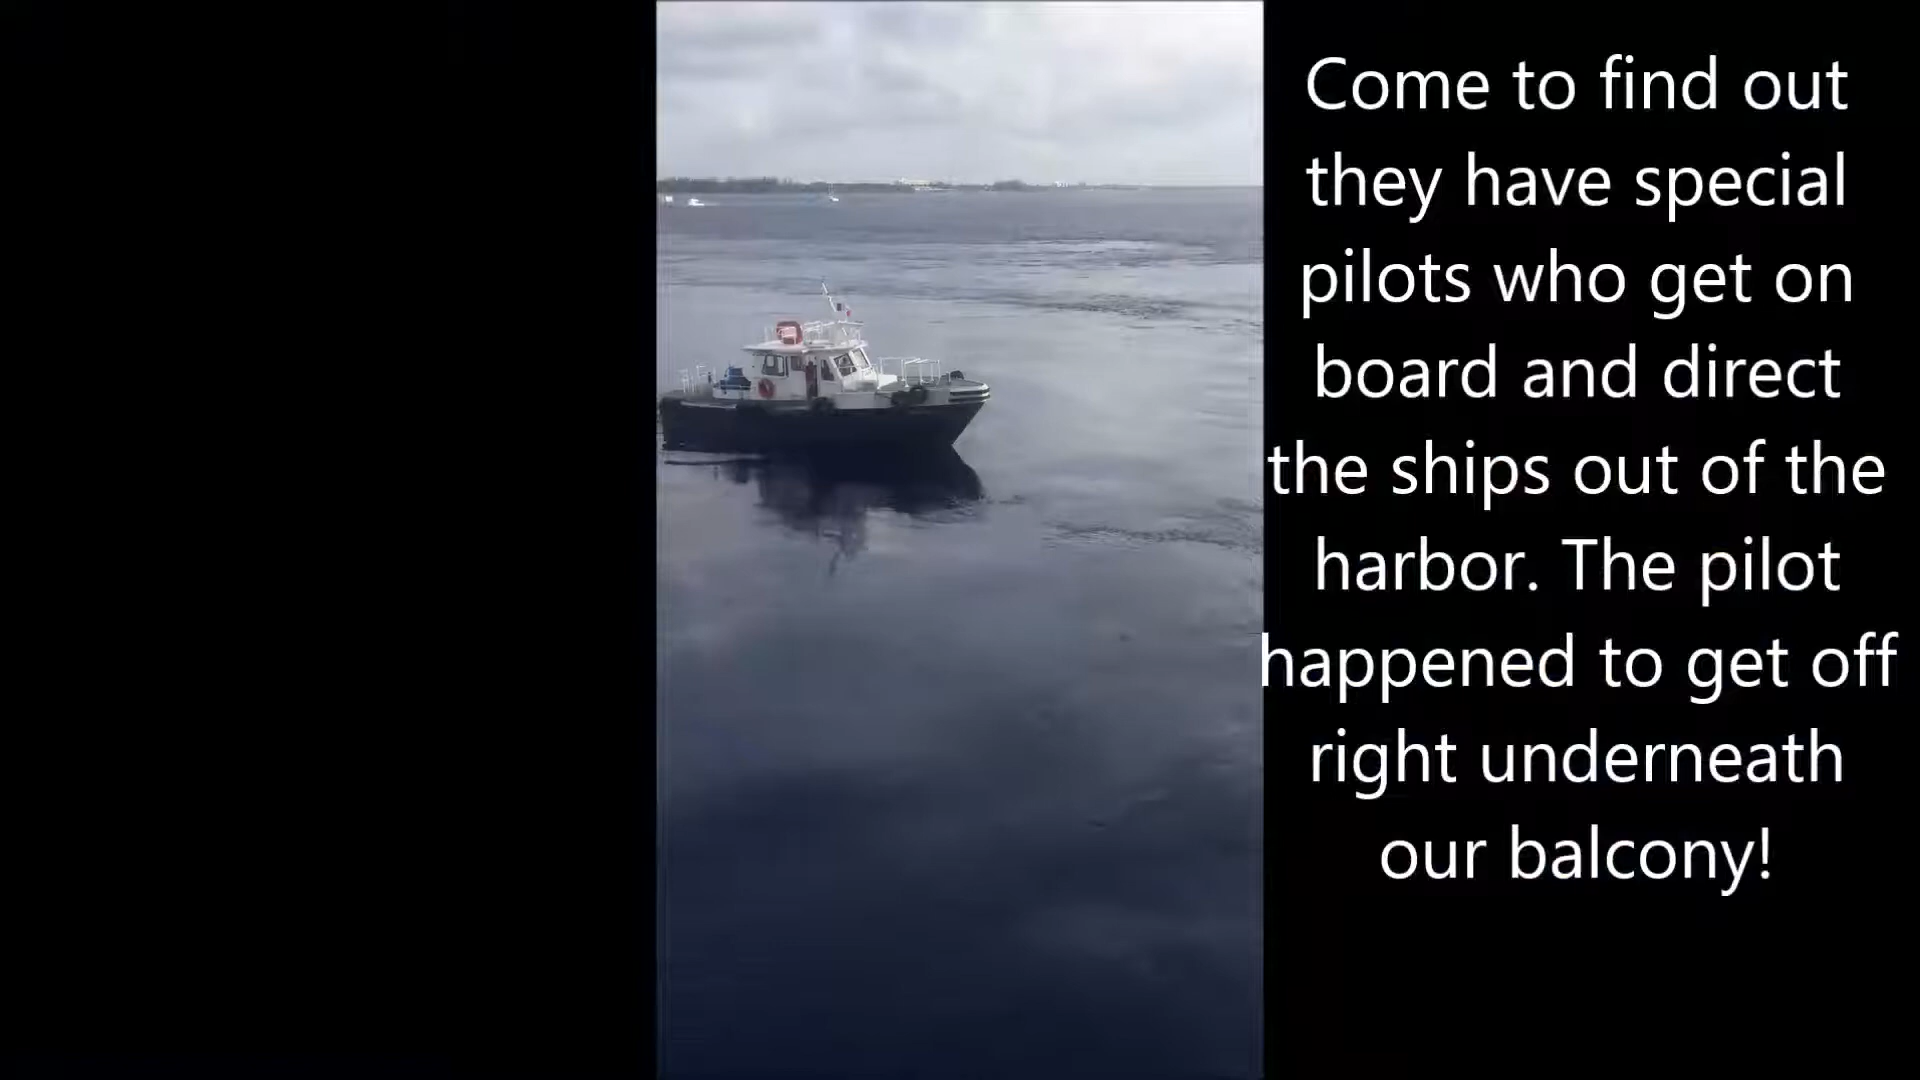 Come to find out
they have special
pilots who get on
board and direct
the ships out of the
harbor. The pilot
happened to get off
right underneath
our balcony!